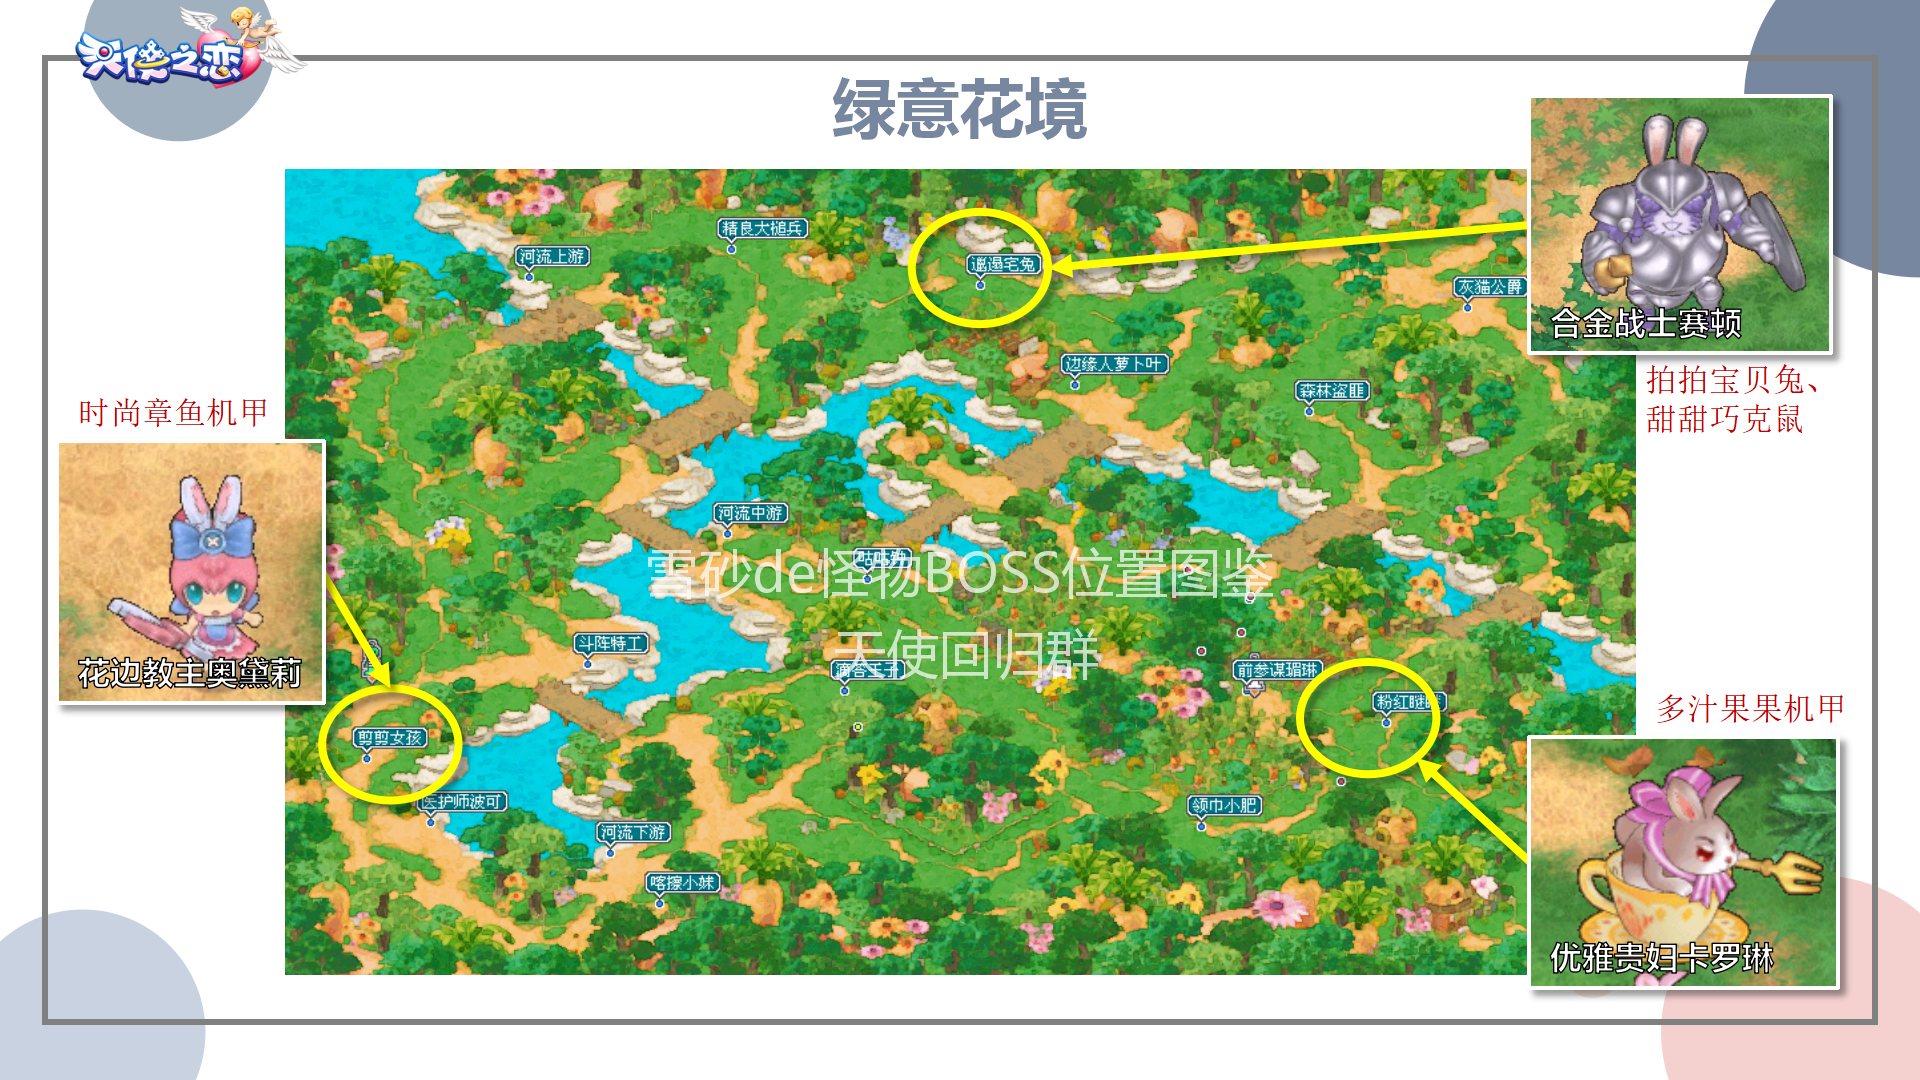 天使之恋
绿意花境
精良大槌兵
河流上游
邋遢宅兔
灰猫公爵
合金战士赛顿
拍拍宝贝兔、
甜甜巧克鼠
边缘人萝卜叶
森林盗匪
时尚章鱼机甲
花边教主奥黛莉
河流中游
雪砂de怪物BOSS位置图鉴
天使回归群
斗阵特工
滴答王子
前参谋瑁琳
粉红瞇
多汁果果机甲
优雅贵妇卡罗琳
剪剪女孩
医护师波可
领巾小肥
河流下游
喀擦小妹